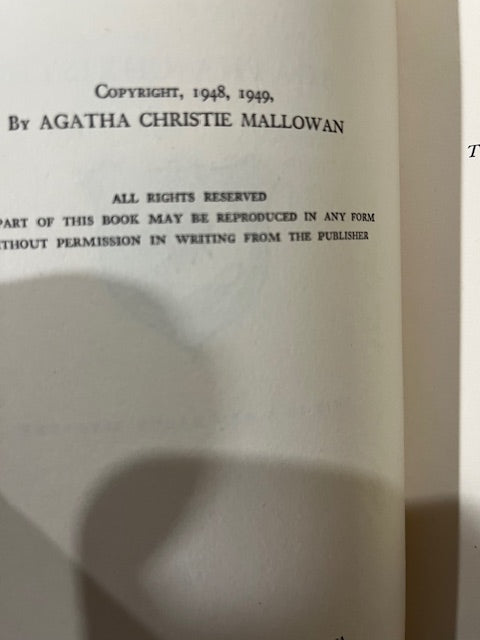 COPYRIGHT, 1948, 1949,
BY AGATHA CHRISTIE MALLOWAN
ALL RIGHTS RESERVED
PART OF THIS BOOK MAY BE REPRODUCED IN ANY FORM
THOUT PERMISSION IN WRITING FROM THE PUBLISHER
T